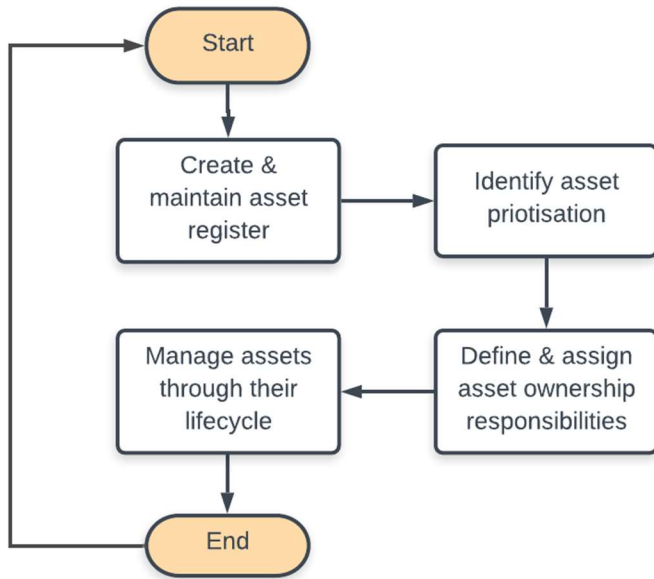 Start
Create &
maintain asset
register
Identify asset
priotisation
Define & assign
asset ownership
responsibilities
Manage assets
through their
lifecycle
End